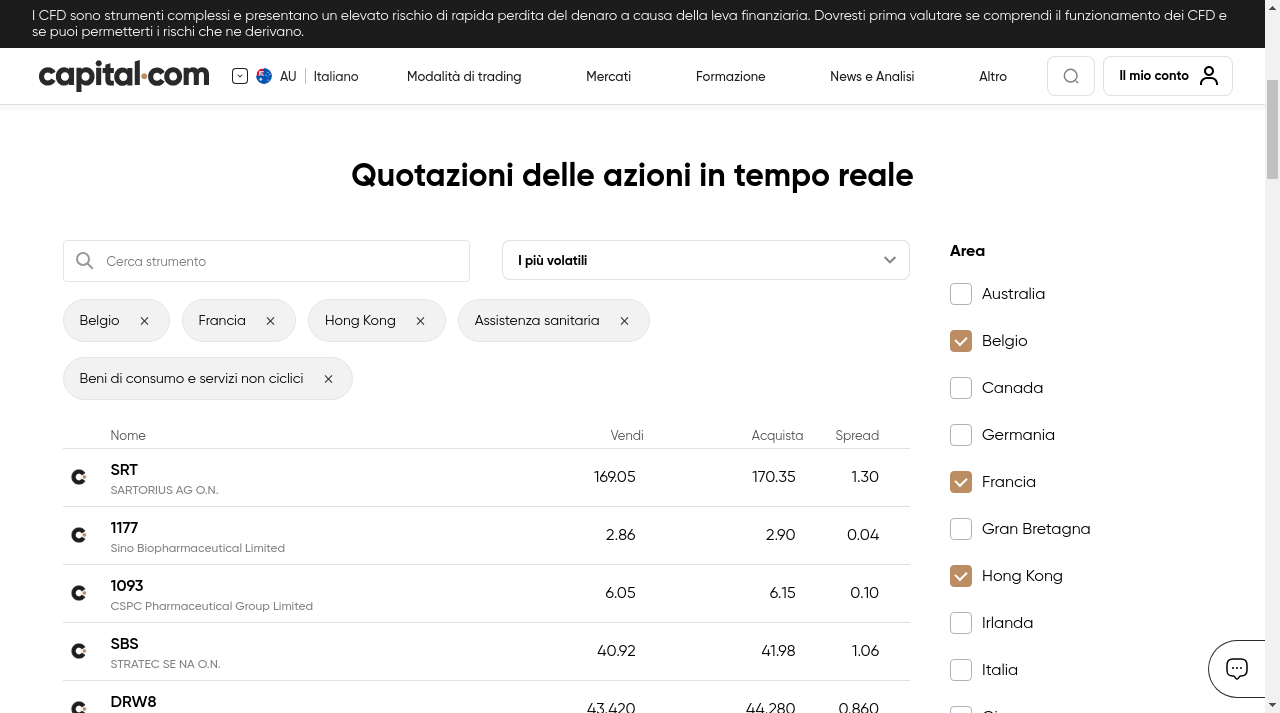 I CFD sono strumenti complessi e presentano un elevato rischio di rapida perdita del denaro a causa della leva finanziaria. Dovresti prima valutare se comprendi il funzionamento dei CFD e
se puoi permetterti i rischi che ne derivano.
capital.com
AU
Italiano
Modalità di trading
Mercati
Formazione
News e Analisi
Altro
Il mio conto
Quotazioni delle azioni in tempo reale
Cerca strumento
I più volatili
Belgio
Francia
Hong Kong
Assistenza sanitaria
Beni di consumo e servizi non ciclici
Nome Vendi Acquista Spread
SRT 169.05 170.35 1.30
SARTORIUS AG O.N.
1177 2.86 2.90 0.04
Sino Biopharmaceutical Limited
1093 6.05 6.15 0.10
CSPC Pharmaceutical Group Limited
SBS 40.92 41.98 1.06
STRATEC SE NA O.N.
DRW8 43.420 44.280 0.860
Area
Australia
Belgio
Canada
Germania
Francia
Gran Bretagna
Hong Kong
Irlanda
Italia